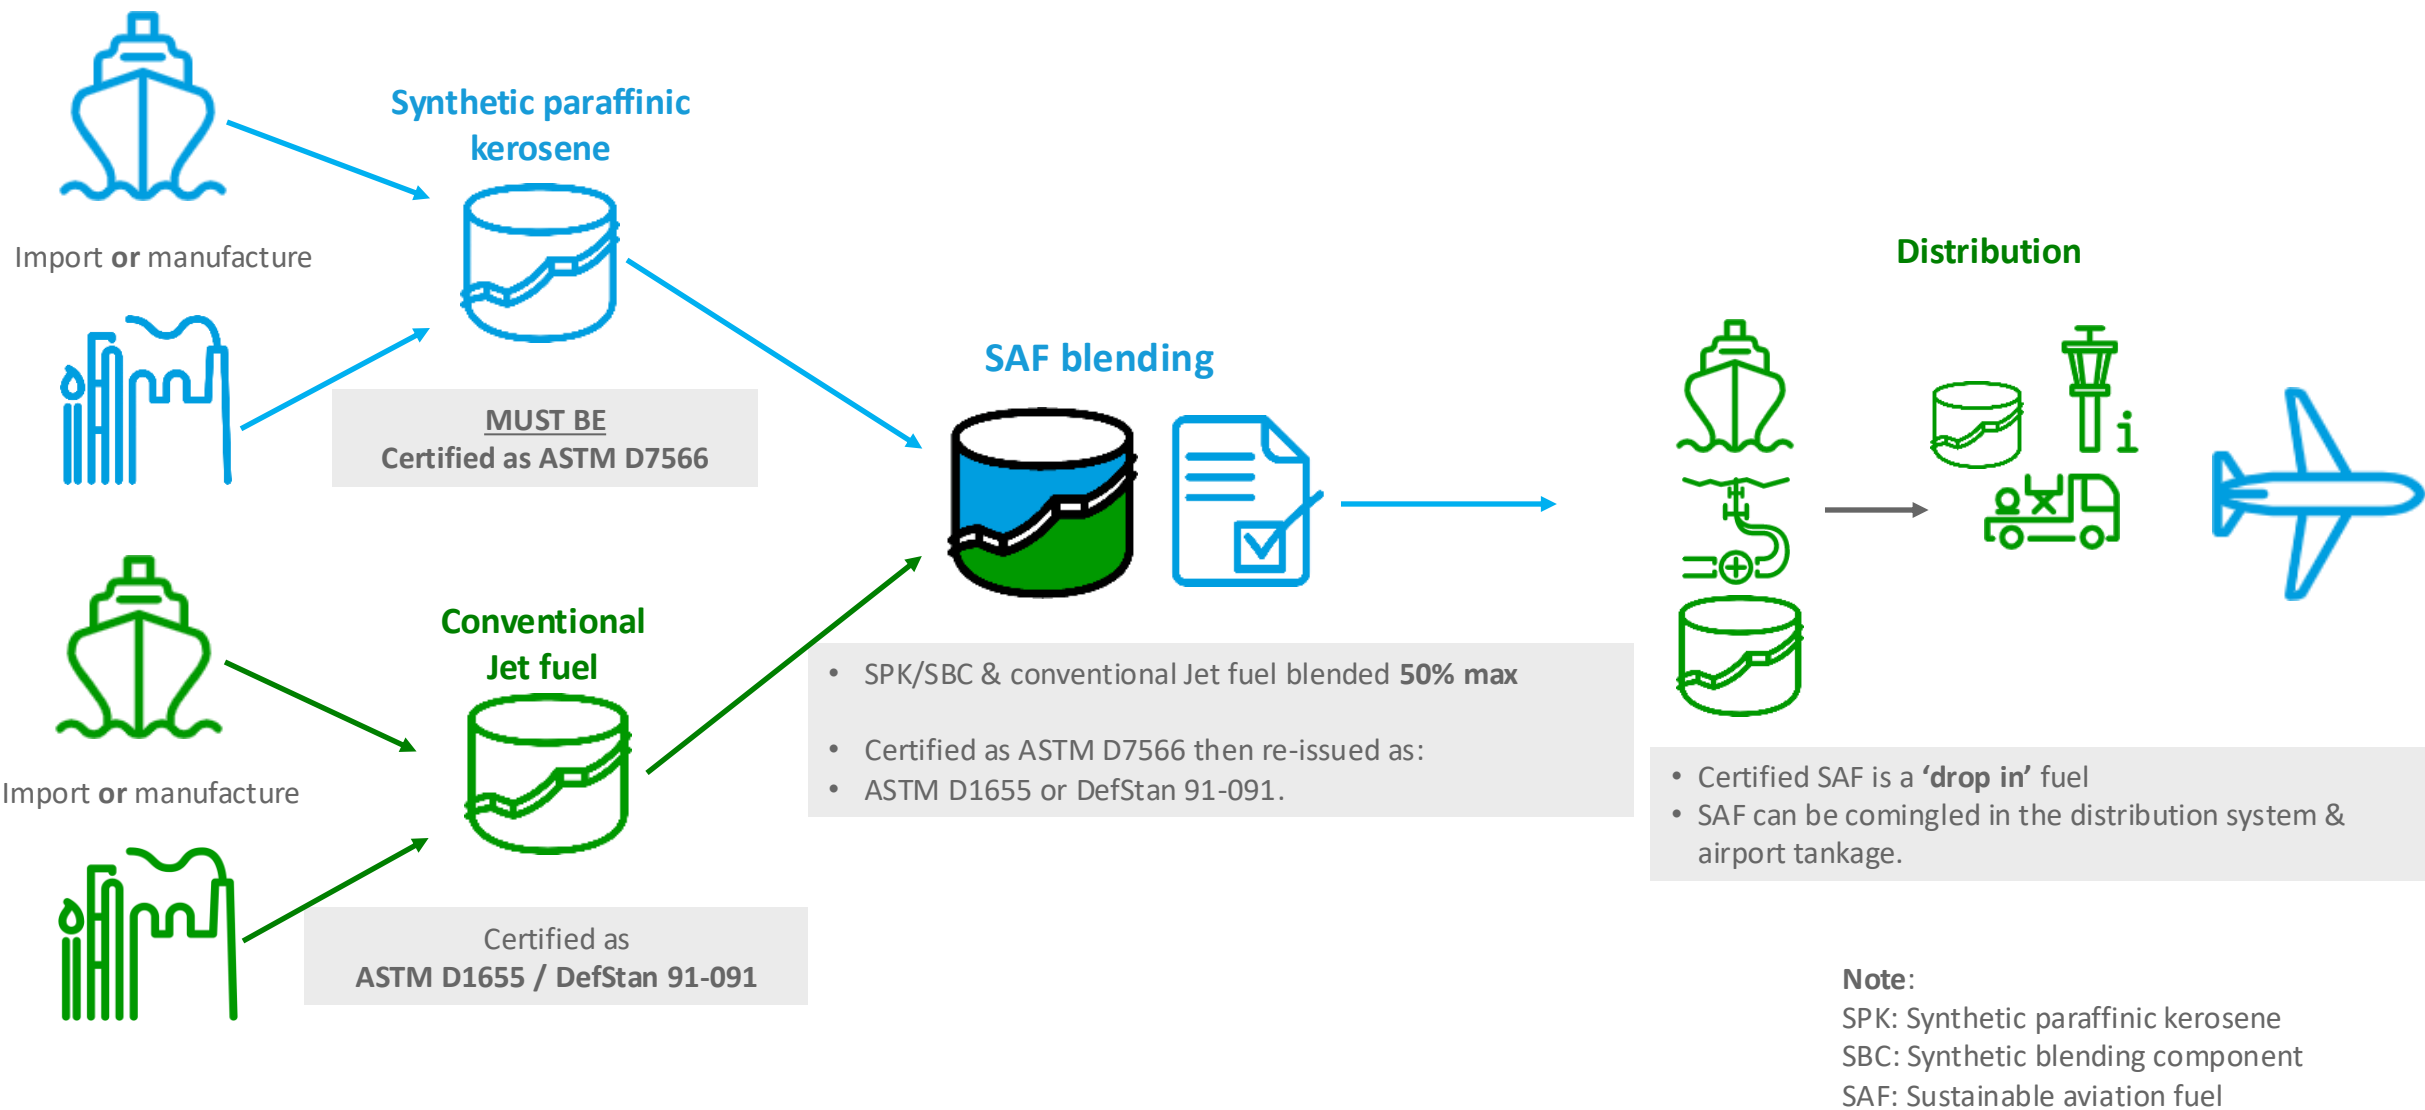 Synthetic paraffinic
kerosene
Import or manufacture
MUST BE
Certified as ASTM D7566
Conventional
Jet fuel
Import or manufacture
Certified as
ASTM D1655 / DefStan 91-091
SAF blending
• SPK/SBC & conventional Jet fuel blended 50% max
• Certified as ASTM D7566 then re-issued as:
• ASTM D1655 or DefStan 91-091.
Distribution
i
• Certified SAF is a ‘drop in’ fuel
• SAF can be comingled in the distribution system &
airport tankage.
Note:
SPK: Synthetic paraffinic kerosene
SBC: Synthetic blending component
SAF: Sustainable aviation fuel